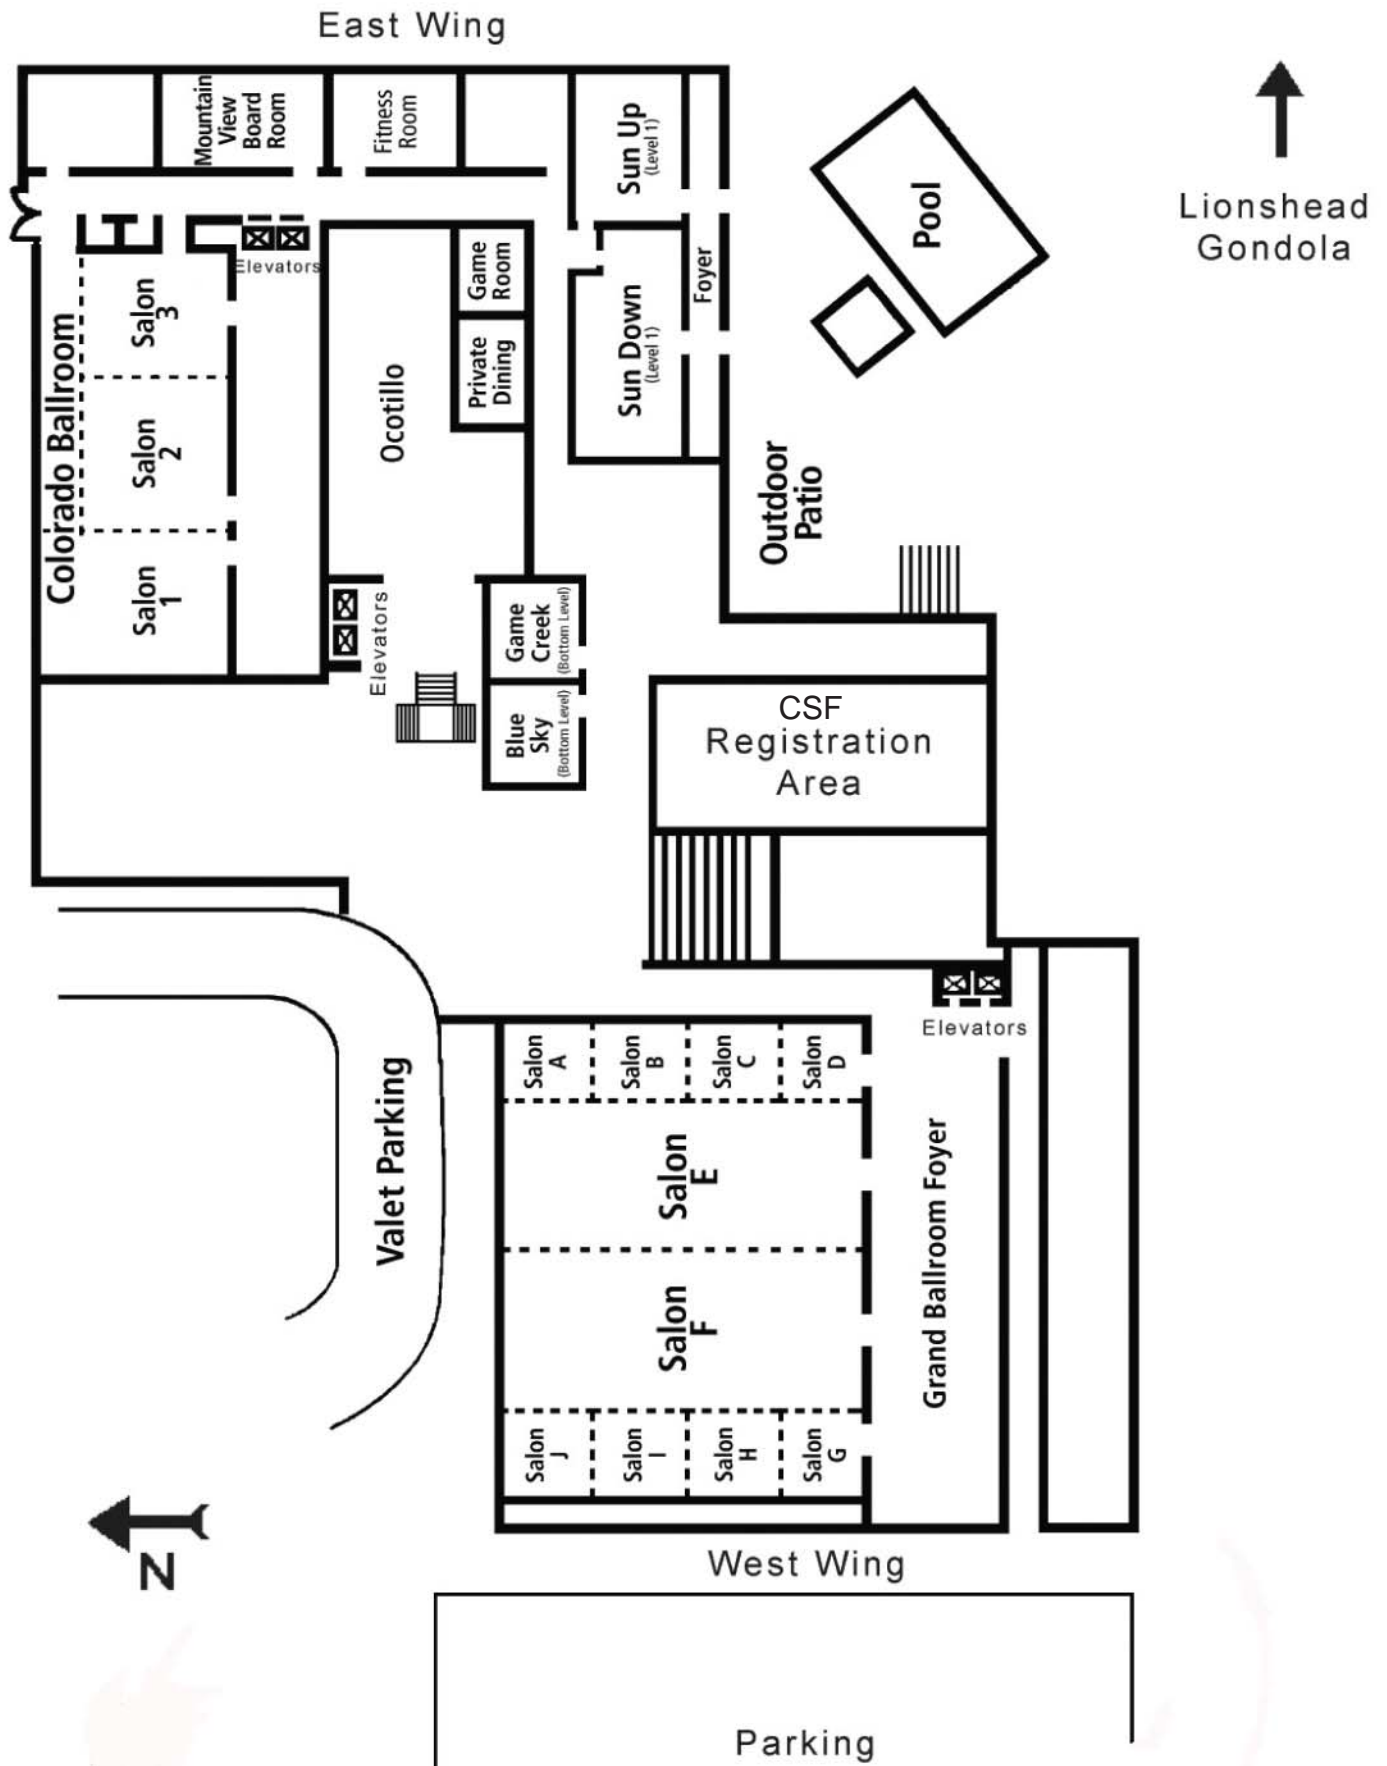 East Wing
Mountain
View
Board
Room
Fitness
Room
Sun Up
(Level 1)
Pool
Lionshead
Gondola
Elevators
Game
Room
Foyer
Salon
3
Colorado Ballroom
Private
Dining
Sun Down
(Level 1)
Ocotillo
Salon
2
Outdoor
Patio
Salon
1
Elevators
Game
Creek
(Bottom Level)
Blue
Sky
(Bottom Level)
CSF
Registration
Area
Elevators
Salon
A
Salon
B
Salon
C
Salon
D
Valet Parking
Salon
E
Grand Ballroom Foyer
Salon
F
Salon
J
Salon
I
Salon
H
Salon
G
N
West Wing
Parking